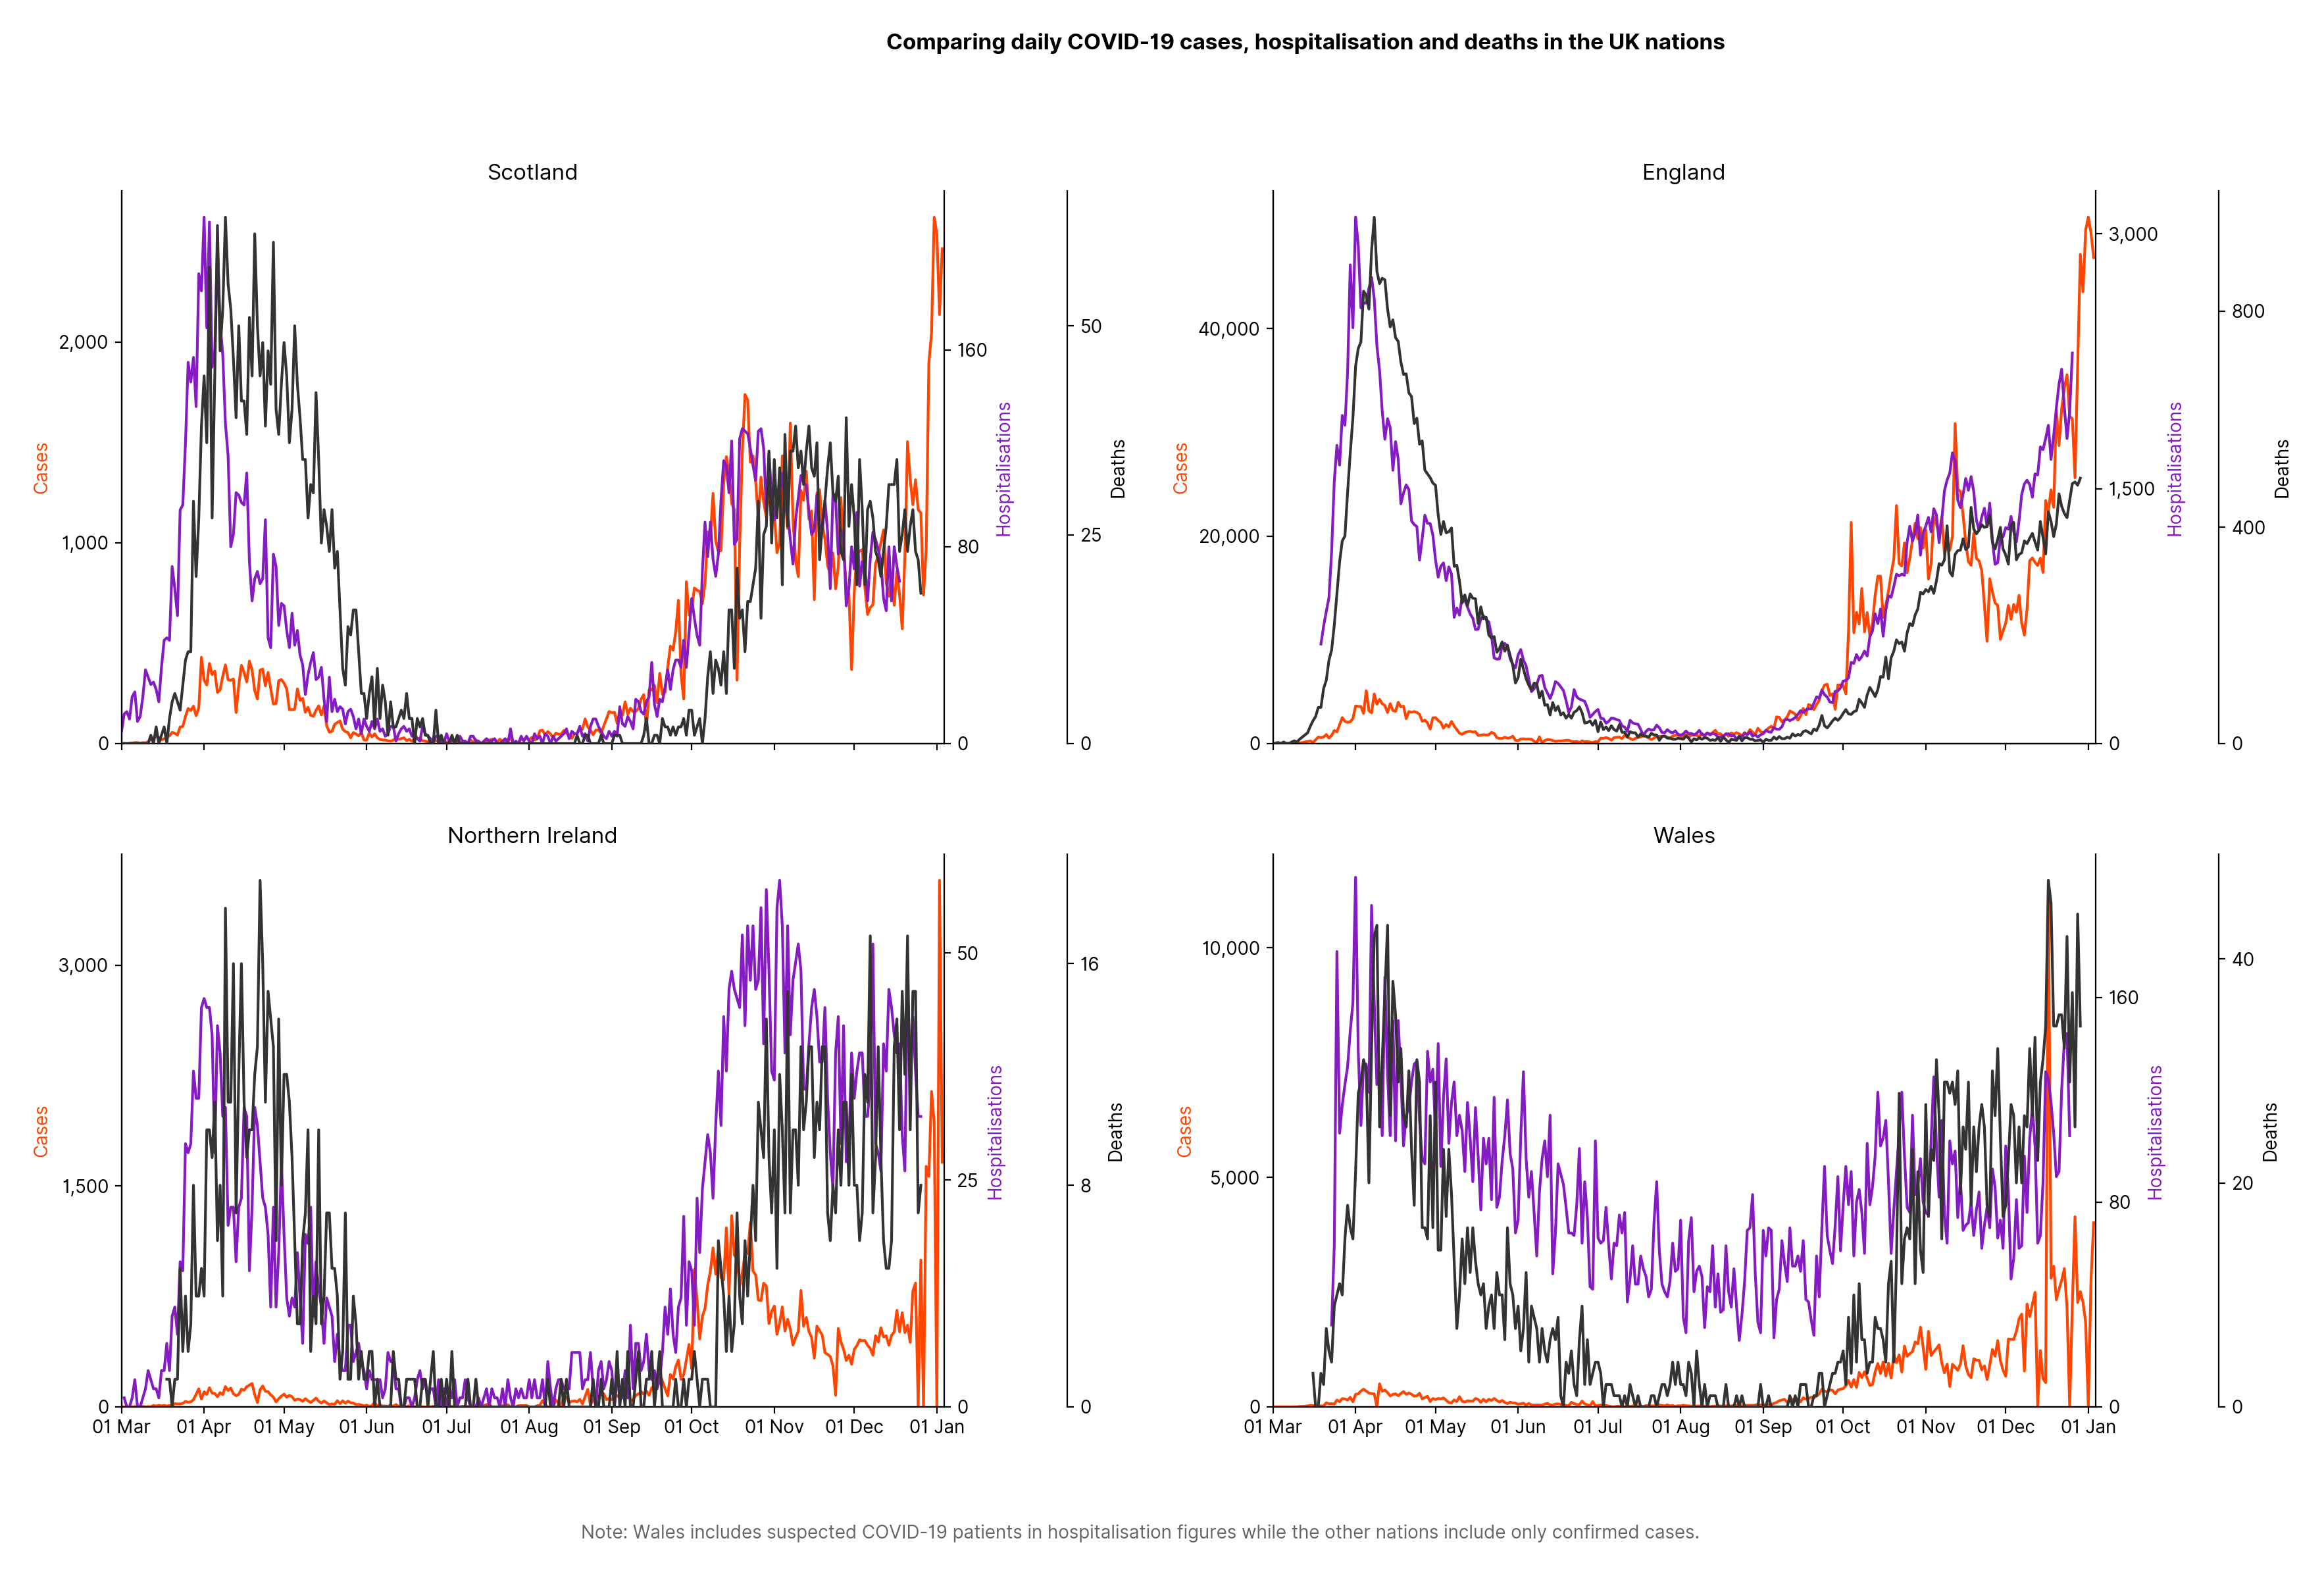 Comparing daily COVID-19 cases, hospitalisation and deaths in the UK nations
Scotland
Cases
2,000
1,000
0
160
80
0
Hospitalisations
50
25
0
Deaths
England
Cases
40,000
20,000
0
3,000
1,500
0
Hospitalisations
800
400
0
Deaths
Northern Ireland
Cases
3,000
1,500
0
50
25
0
Hospitalisations
16
8
0
Deaths
01 Mar 01 Apr 01 May 01 Jun 01 Jul 01 Aug 01 Sep 01 Oct 01 Nov 01 Dec 01 Jan
Wales
Cases
10,000
5,000
0
160
80
0
Hospitalisations
40
20
0
Deaths
01 Mar 01 Apr 01 May 01 Jun 01 Jul 01 Aug 01 Sep 01 Oct 01 Nov 01 Dec 01 Jan
Note: Wales includes suspected COVID-19 patients in hospitalisation figures while the other nations include only confirmed cases.